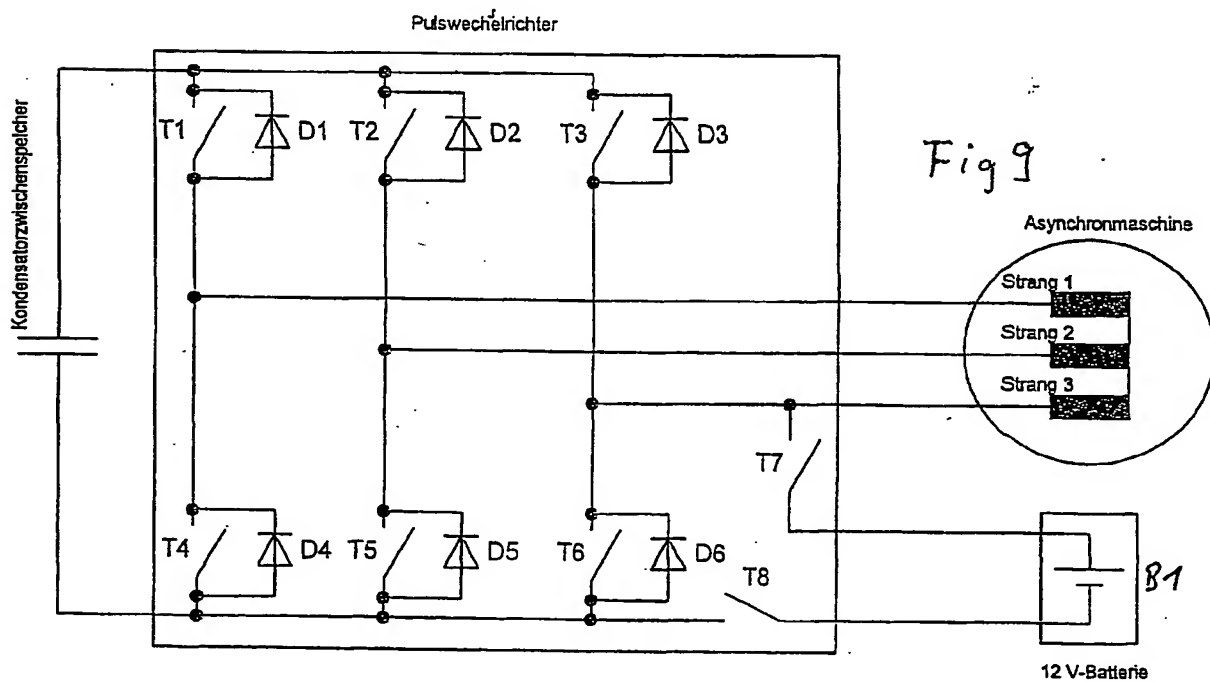 Pulswechelrichter
Kondensatorzwischenspeicher
T1
D1
T2
D2
T3
D3
Fig 9
Asynchronmaschine
Strang 1
Strang 2
Strang 3
T7
T4
D4
T5
D5
T6
D6
T8
B1
12 V-Batterie